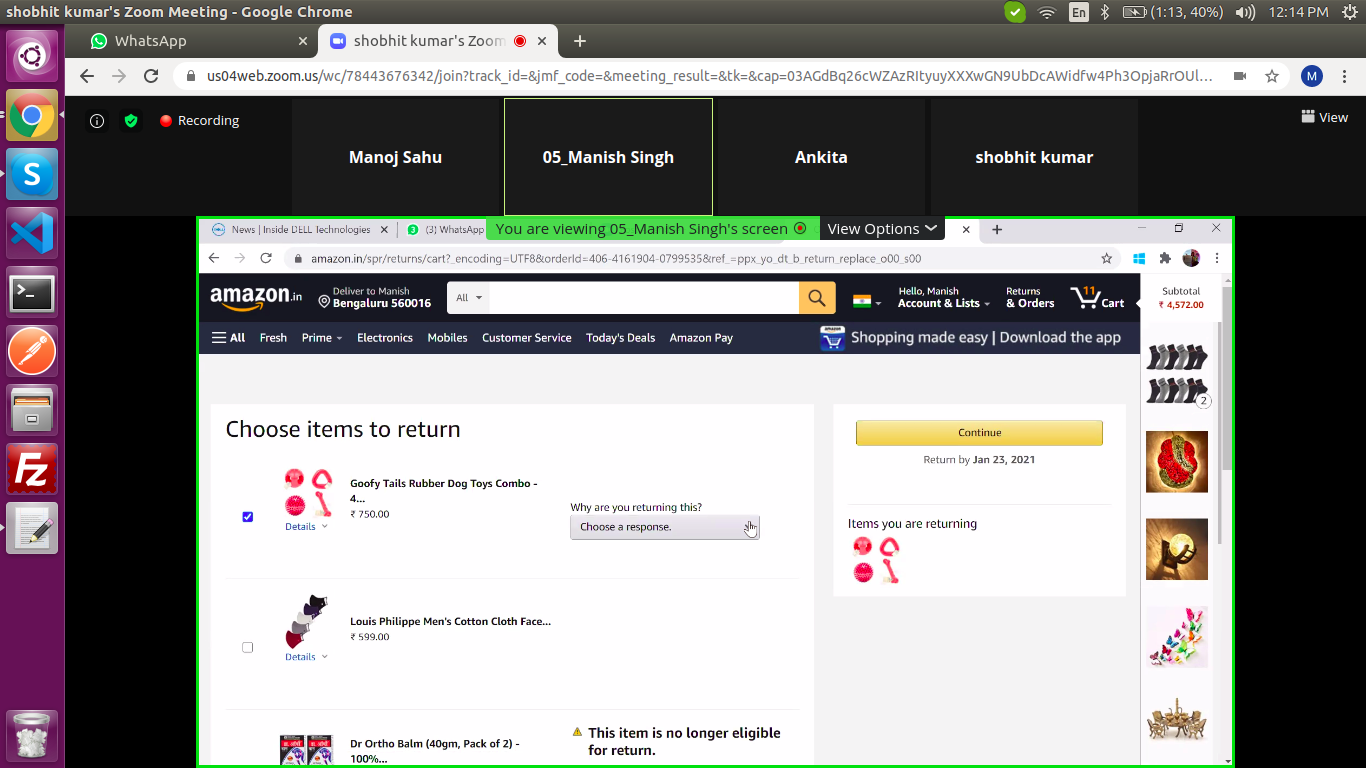 shobhit kumar's Zoom Meeting - Google Chrome
En
(1:13, 40%)
12:14 PM
WhatsApp
shobhit kumar's Zoom
us04web.zoom.us/wc/78443676342/join?track_id=&jmf_code=&meeting_result=&tk=&cap=03AGdBq26cWZAzRItyuyXXXwGN9UbDcAWidfw4Ph3OpjaRrOUl...
M
Recording
View
Manoj Sahu
05_Manish Singh
Ankita
shobhit kumar
News | Inside DELL Technologies
(3) WhatsApp
You are viewing 05_Manish Singh's screen
View Options
amazon.in/spr/returns/cart?_encoding=UTF8&orderId=406-4161904-0799535&ref_=ppx_yo_dt_b_return_replace_o00_s00
amazon.in
Deliver to Manish
Bengaluru 560016
All
Hello, Manish
Account & Lists
Returns
& Orders
11
Cart
Subtotal
₹ 4,572.00
All
Fresh
Prime
Electronics
Mobiles
Customer Service
Today's Deals
Amazon Pay
Shopping made easy | Download the app
2
Choose items to return
Goofy Tails Rubber Dog Toys Combo -
4...
₹ 750.00
Details
Why are you returning this?
Choose a response.
Continue
Return by Jan 23, 2021
Items you are returning
Louis Philippe Men's Cotton Cloth Face...
₹ 599.00
Details
Dr Ortho Balm (40gm, Pack of 2) -
100%...
This item is no longer eligible
for return.